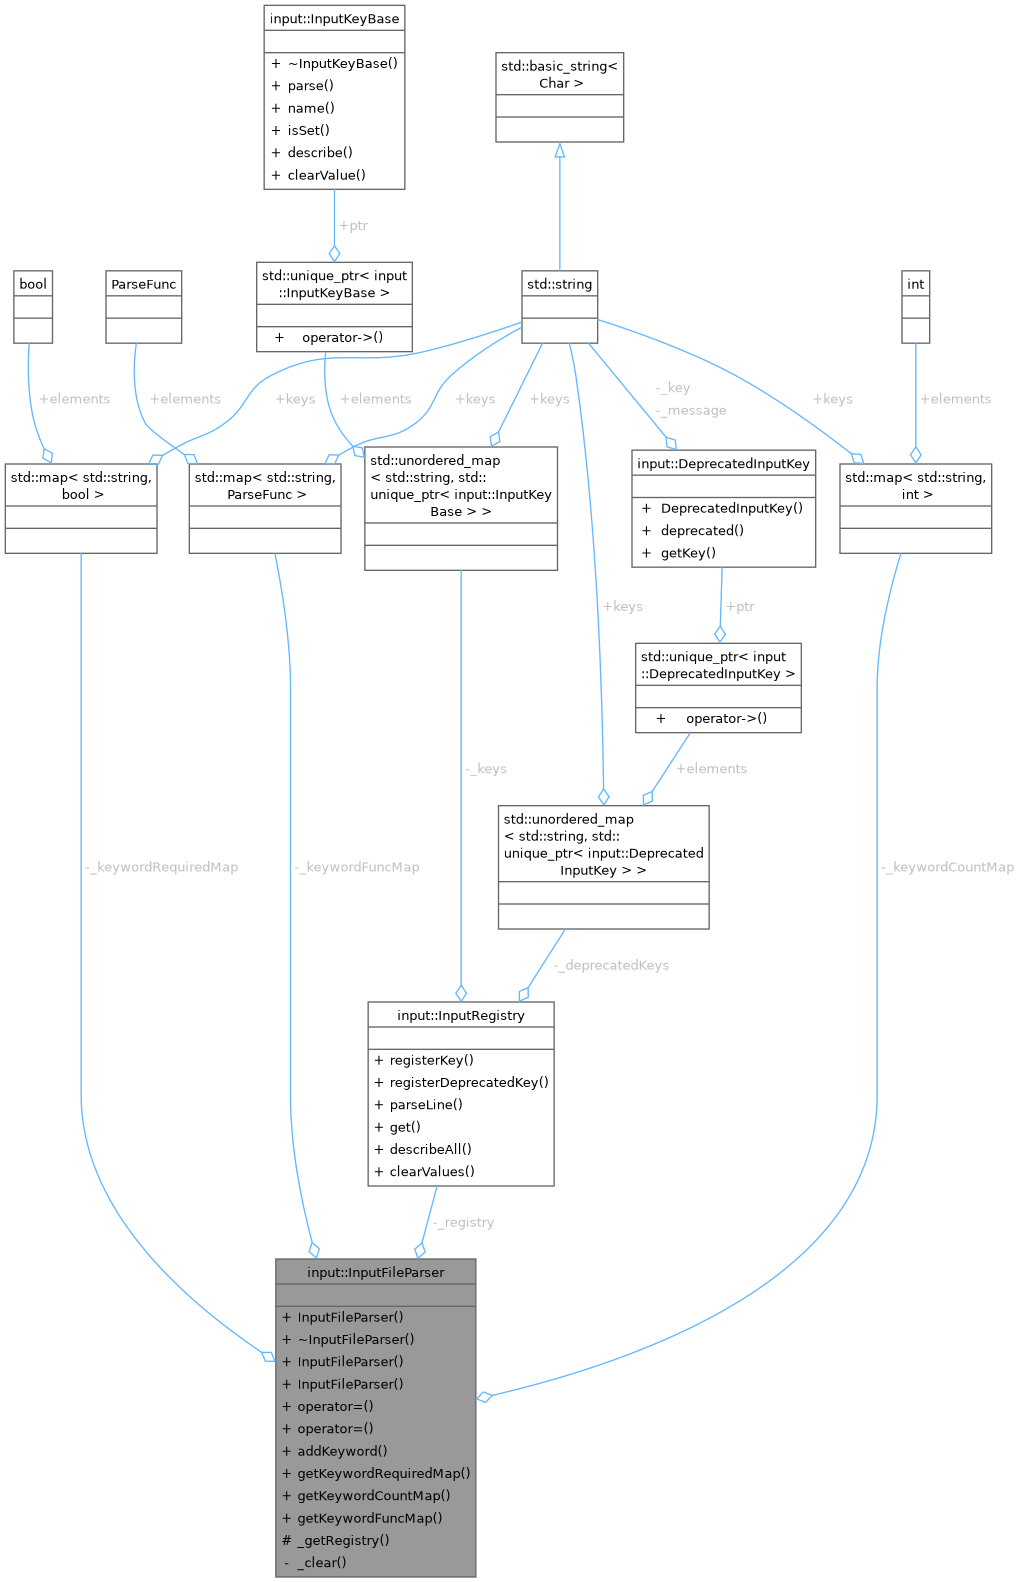 input::InputKeyBase
+ ~InputKeyBase()
+ parse()
+ name()
+ isSet()
+ describe()
+ clearValue()
std::basic_string<
Char >
+ptr
bool
ParseFunc
std::unique_ptr< input
::InputKeyBase >
+ operator->()
std::string
int
+elements
+elements
+keys
+elements
+keys
+keys
-_key
-_message
+keys
+elements
std::map< std::string,
bool >
std::map< std::string,
ParseFunc >
std::unordered_map
< std::string, std::
unique_ptr< input::InputKey
Base > >
input::DeprecatedInputKey
+ DeprecatedInputKey()
+ deprecated()
+ getKey()
std::map< std::string,
int >
+keys
+ptr
std::unique_ptr< input
::DeprecatedInputKey >
+ operator->()
-_keys
+elements
std::unordered_map
< std::string, std::
unique_ptr< input::Deprecated
InputKey > >
-_keywordRequiredMap
-_keywordFuncMap
-_keywordCountMap
-_deprecatedKeys
input::InputRegistry
+ registerKey()
+ registerDeprecatedKey()
+ parseLine()
+ get()
+ describeAll()
+ clearValues()
-_registry
input::InputFileParser
+ InputFileParser()
+ ~InputFileParser()
+ InputFileParser()
+ InputFileParser()
+ operator=()
+ operator=()
+ addKeyword()
+ getKeywordRequiredMap()
+ getKeywordCountMap()
+ getKeywordFuncMap()
# _getRegistry()
- _clear()